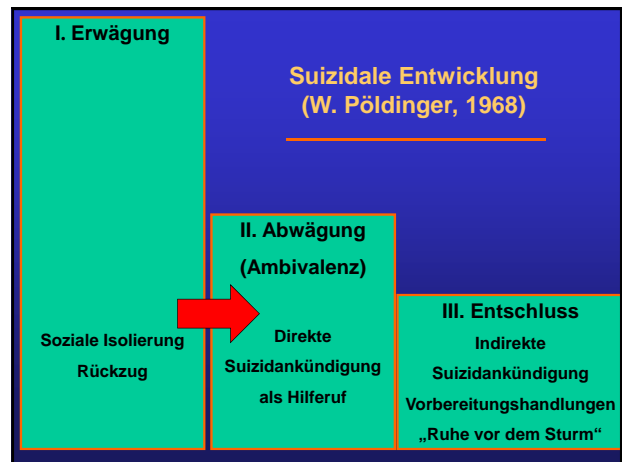 I. Erwägung
Soziale Isolierung
Rückzug
Suizidale Entwicklung
(W. Pöldinger, 1968)
II. Abwägung
(Ambivalenz)
Direkte
Suizidankündigung
als Hilferuf
III. Entschluss
Indirekte
Suizidankündigung
Vorbereitungshandlungen
„Ruhe vor dem Sturm“